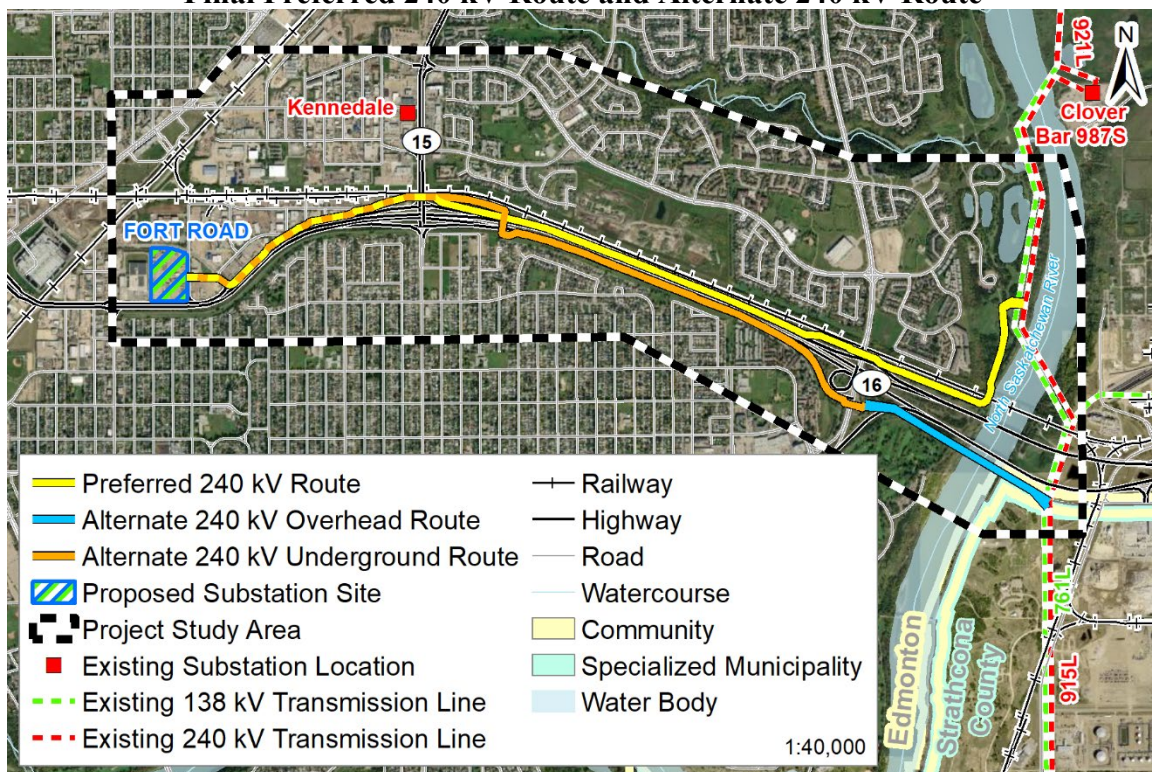 Final Preferred 240 kV Route and Alternate 240 kV Route
921L
N
Kennedale
Clover
Bar 987S
15
FORT ROAD
North Saskatchewan River
16
Preferred 240 kV Route
Alternate 240 kV Overhead Route
Alternate 240 kV Underground Route
Proposed Substation Site
Project Study Area
Existing Substation Location
Existing 138 kV Transmission Line
Existing 240 kV Transmission Line
Railway
Highway
Road
Watercourse
Community
Specialized Municipality
Water Body
1:40,000
Edmonton
Strathcona
County
761L
915L